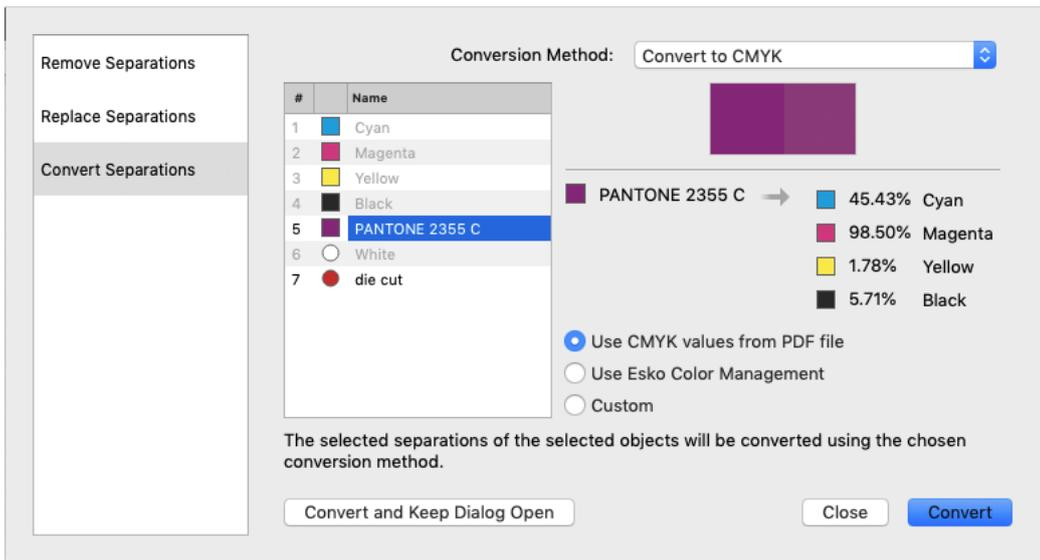 Remove Separations
Replace Separations
Convert Separations
Conversion Method: Convert to CMYK
# Name
1 Cyan
2 Magenta
3 Yellow
4 Black
5 PANTONE 2355 C
6 White
7 die cut
PANTONE 2355 C
45.43% Cyan
98.50% Magenta
1.78% Yellow
5.71% Black
Use CMYK values from PDF file
Use Esko Color Management
Custom
The selected separations of the selected objects will be converted using the chosen
conversion method.
Convert and Keep Dialog Open
Close
Convert